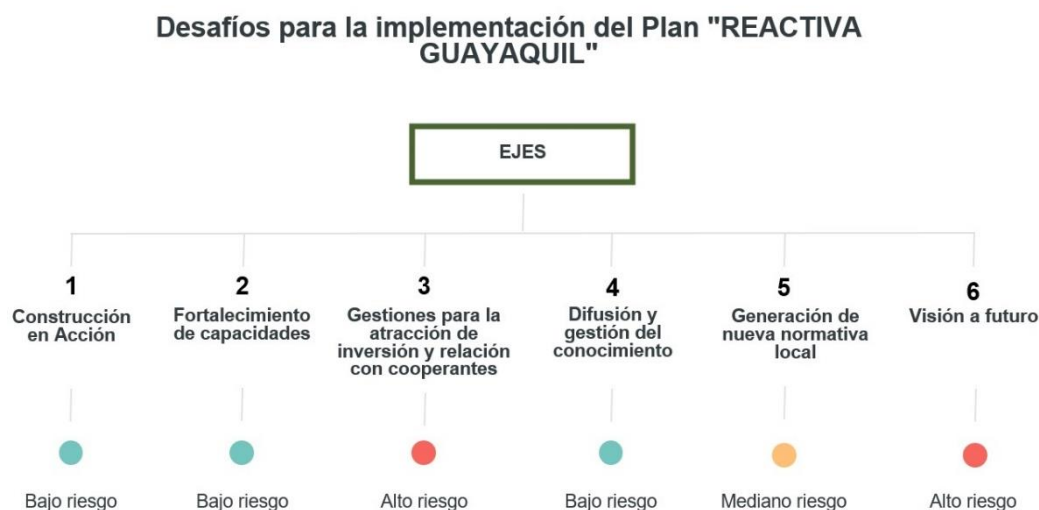 Desafíos para la implementación del Plan "REACTIVA
GUAYAQUIL"
EJES
1
Construcción
en Acción
Bajo riesgo
2
Fortalecimiento
de capacidades
Bajo riesgo
3
Gestiones para la
atracción de
inversión y relación
con cooperantes
Alto riesgo
4
Difusión y
gestión del
conocimiento
Bajo riesgo
5
Generación de
nueva normativa
local
Mediano riesgo
6
Visión a futuro
Alto riesgo